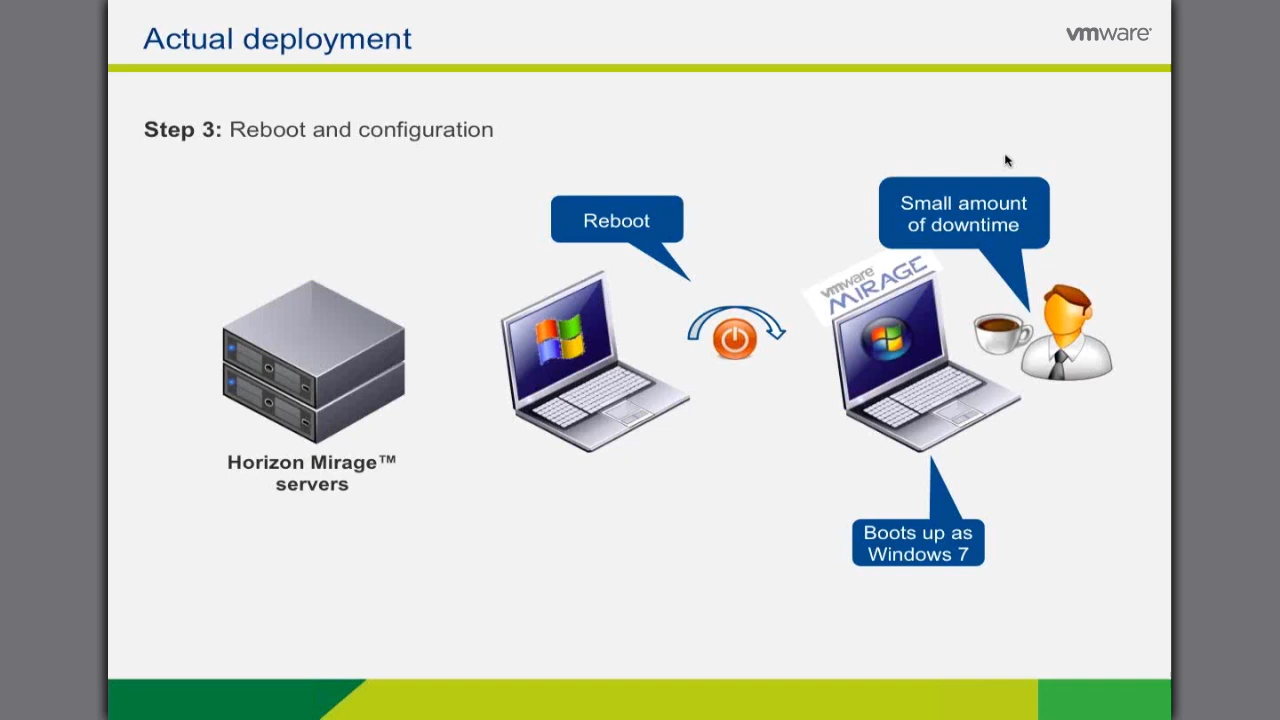 Actual deployment
vmware
Step 3: Reboot and configuration
Reboot
Small amount
of downtime
vmware
MIRAGE
Horizon Mirage™
servers
Boots up as
Windows 7